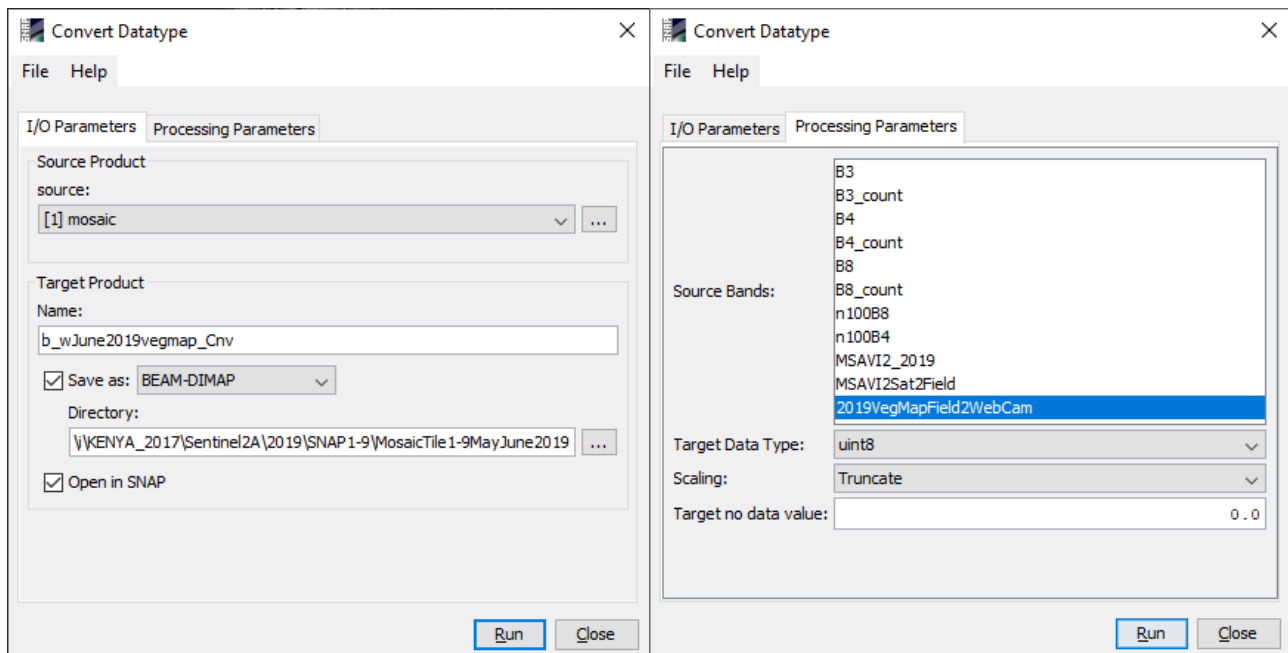 Convert Datatype
File Help
I/O Parameters Processing Parameters
Source Product
source:
[1] mosaic
...
Target Product
Name:
b_wJune2019vegmap_Cnv
Save as: BEAM-DIMAP
Directory:
\i\KENYA_2017\Sentinel2A\2019\SNAP1-9\MosaicTile1-9MayJune2019
...
Open in SNAP
Run Close
Convert Datatype
File Help
I/O Parameters Processing Parameters
Source Bands:
B3
B3_count
B4
B4_count
B8
B8_count
n100B8
n100B4
MSAVI2_2019
MSAVI2Sat2Field
2019VegMapField2WebCam
Target Data Type: uint8
Scaling: Truncate
Target no data value: 0.0
Run Close